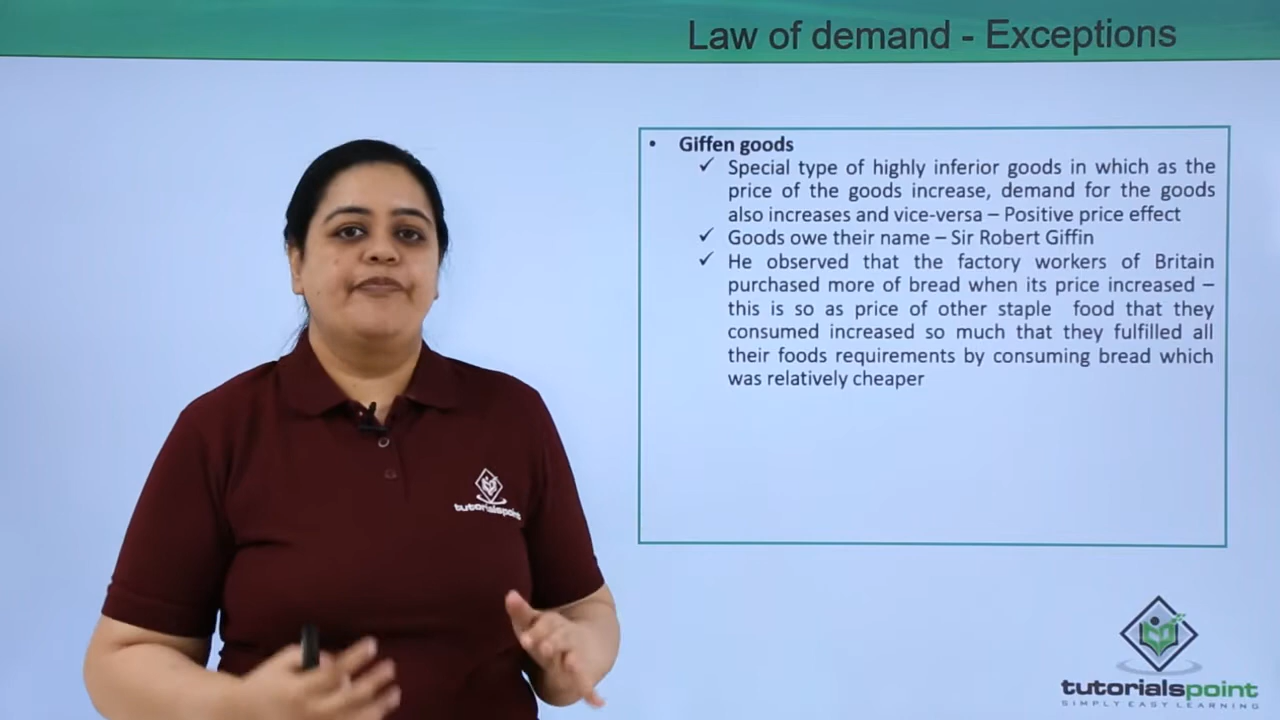 Law of demand - Exceptions
• Giffen goods
✓ Special type of highly inferior goods in which as the
price of the goods increase, demand for the goods
also increases and vice-versa – Positive price effect
✓ Goods owe their name – Sir Robert Giffin
✓ He observed that the factory workers of Britain
purchased more of bread when its price increased –
this is so as price of other staple food that they
consumed increased so much that they fulfilled all
their foods requirements by consuming bread which
was relatively cheaper
tutorialspoint
tutorialspoint
SIMPLY EASY LEARNING